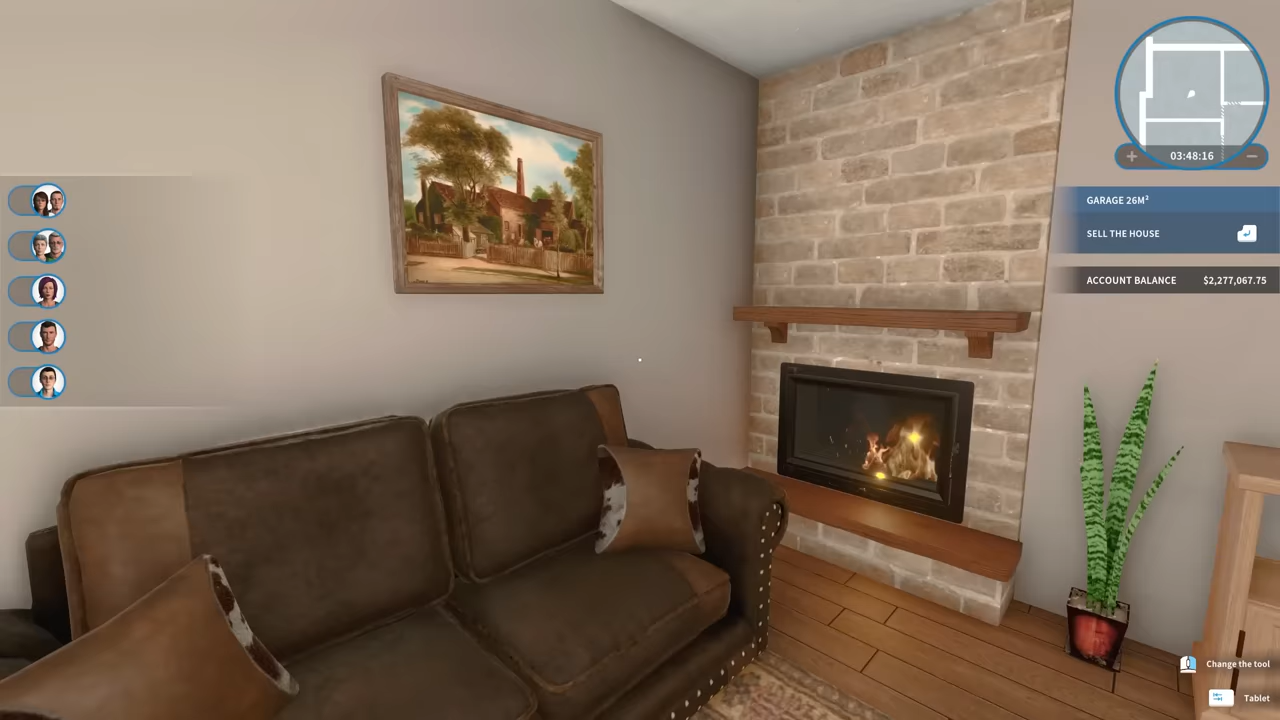 03:48:16
GARAGE 26M²
SELL THE HOUSE
ACCOUNT BALANCE $2,277,067.75
Change the tool
Tablet